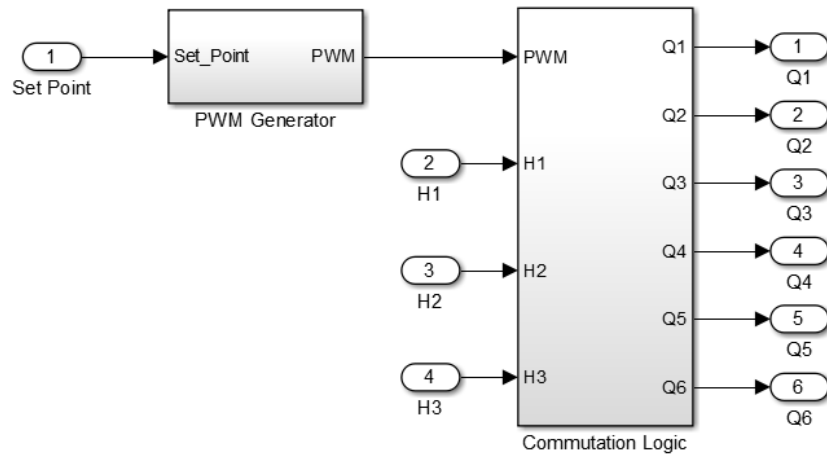 1
Set Point
Set_Point
PWM
PWM Generator
PWM
2
H1
H1
3
H2
H2
4
H3
H3
Q1
Q2
Q3
Q4
Q5
Q6
Commutation Logic
1
Q1
2
Q2
3
Q3
4
Q4
5
Q5
6
Q6